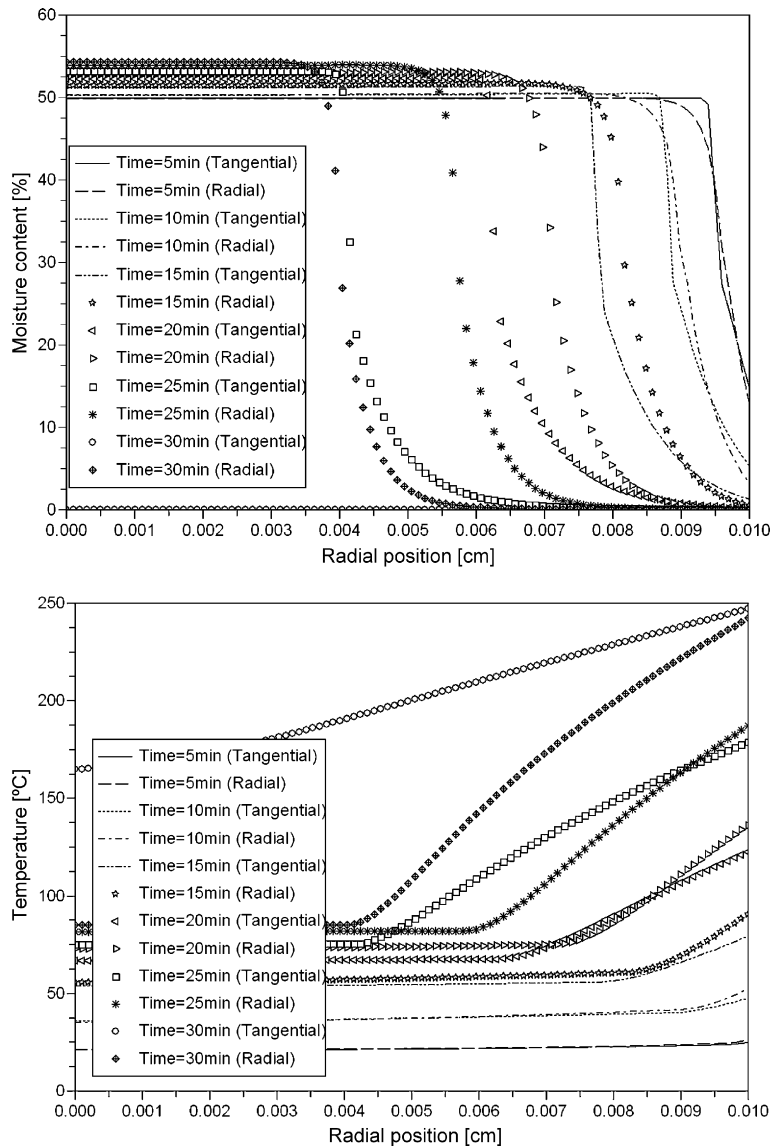 60
50
40
30
20
10
0
Moisture content [%]
Time=5min (Tangential)
Time=5min (Radial)
Time=10min (Tangential)
Time=10min (Radial)
Time=15min (Tangential)
Time=15min (Radial)
Time=20min (Tangential)
Time=20min (Radial)
Time=25min (Tangential)
Time=25min (Radial)
Time=30min (Tangential)
Time=30min (Radial)
0.000 0.001 0.002 0.003 0.004 0.005 0.006 0.007 0.008 0.009 0.010
Radial position [cm]
250
200
150
100
50
0
Temperature [ºC]
Time=5min (Tangential)
Time=5min (Radial)
Time=10min (Tangential)
Time=10min (Radial)
Time=15min (Tangential)
Time=15min (Radial)
Time=20min (Tangential)
Time=20min (Radial)
Time=25min (Tangential)
Time=25min (Radial)
Time=30min (Tangential)
Time=30min (Radial)
0.000 0.001 0.002 0.003 0.004 0.005 0.006 0.007 0.008 0.009 0.010
Radial position [cm]